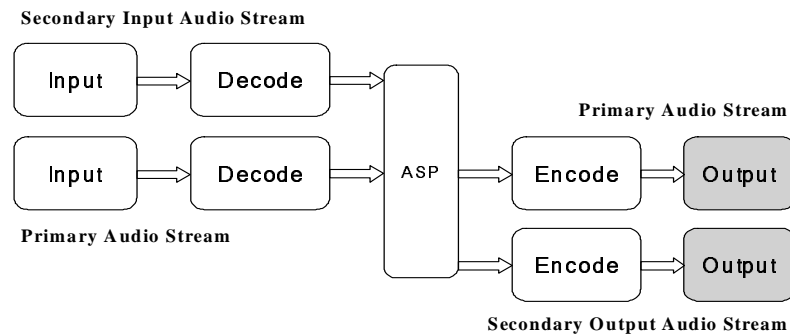 Secondary Input Audio Stream
Input
Decode
Primary Audio Stream
Input
Decode
ASP
Encode
Output
Primary Audio Stream
Encode
Output
Secondary Output Audio Stream